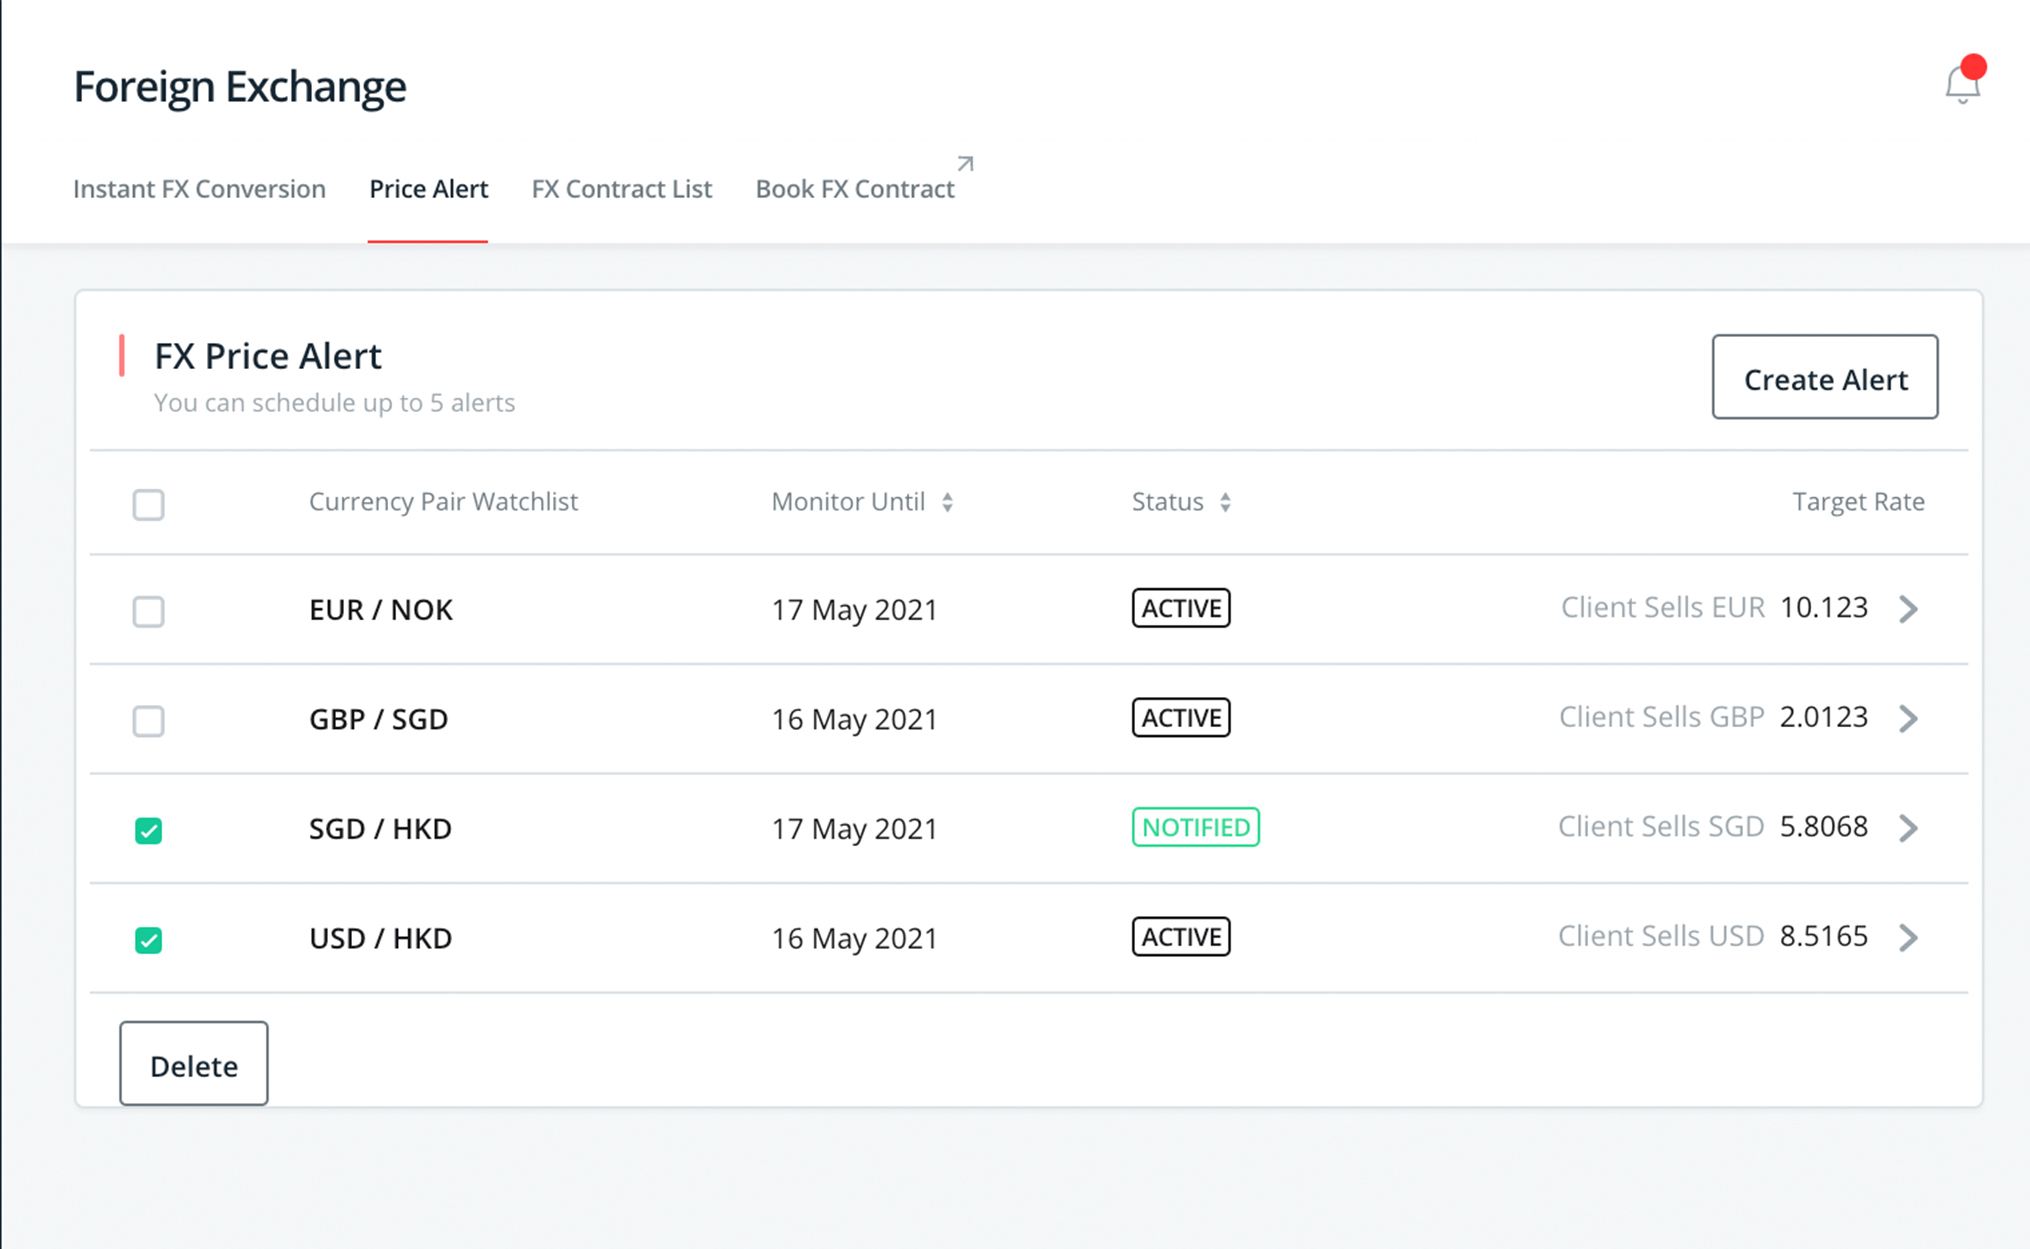 Foreign Exchange
Instant FX Conversion Price Alert FX Contract List Book FX Contract
FX Price Alert
You can schedule up to 5 alerts
Create Alert
Currency Pair Watchlist Monitor Until Status Target Rate
EUR / NOK 17 May 2021 ACTIVE Client Sells EUR 10.123
GBP / SGD 16 May 2021 ACTIVE Client Sells GBP 2.0123
SGD / HKD 17 May 2021 NOTIFIED Client Sells SGD 5.8068
USD / HKD 16 May 2021 ACTIVE Client Sells USD 8.5165
Delete